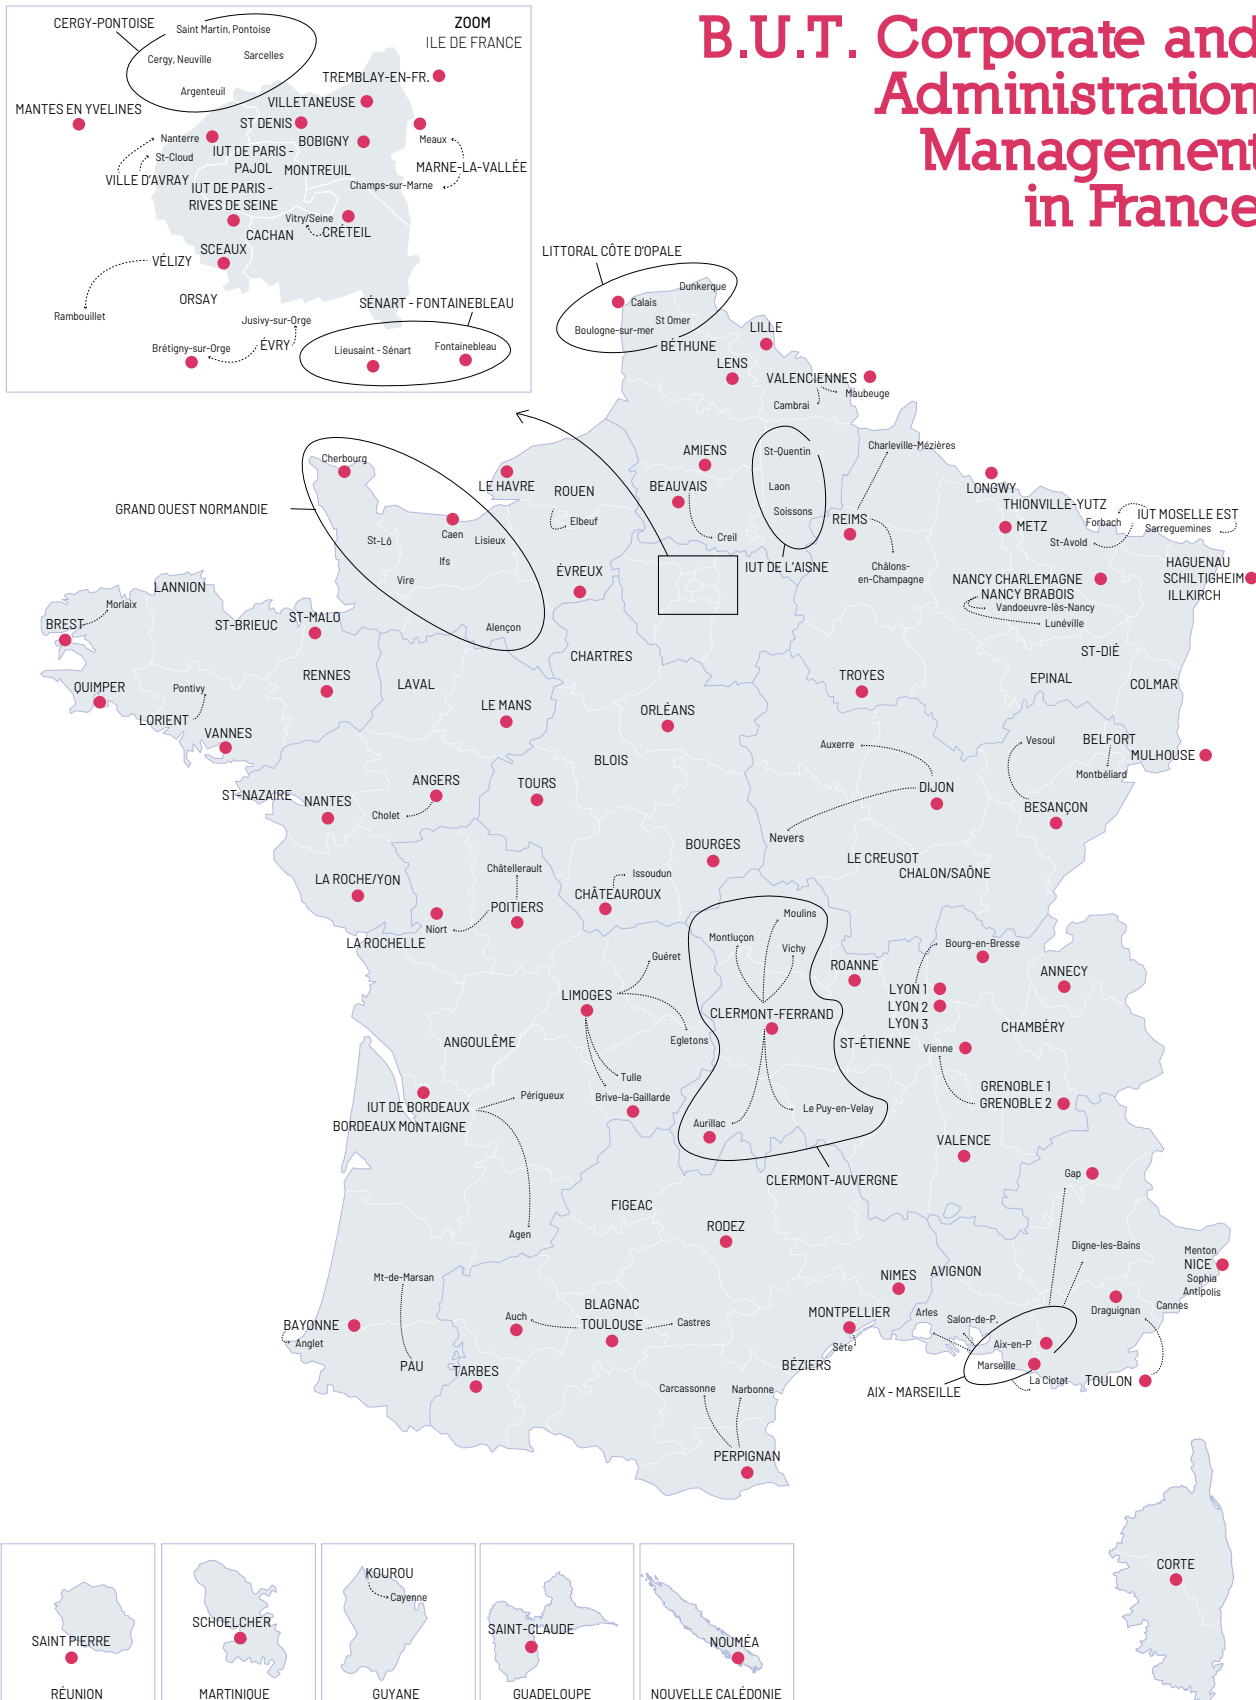 B.U.T. Corporate and
Administration
Management
in France
CERGY-PONTOISE
Saint Martin, Pontoise
Cergy, Neuville
Sarcelles
Argenteuil
ZOOM
ILE DE FRANCE
TREMBLAY-EN-FR.
MANTES EN YVELINES
VILLETANEUSE
ST DENIS
BOBIGNY
Nanterre
St-Cloud
VILLE D'AVRAY
IUT DE PARIS -
PAJOL
MONTREUIL
Meaux
MARNE-LA-VALLÉE
Champs-sur-Marne
IUT DE PARIS -
RIVES DE SEINE
Vitry/Seine
CRÉTEIL
CACHAN
SCEAUX
VÉLIZY
ORSAY
Rambouillet
SÉNART - FONTAINEBLEAU
Jusivy-sur-Orge
ÉVRY
Brétigny-sur-Orge
Lieusaint - Sénart
Fontainebleau
LITTORAL CÔTE D'OPALE
Dunkerque
Calais
St Omer
Boulogne-sur-mer
BÉTHUNE
LILLE
LENS
VALENCIENNES
Maubeuge
Cambrai
Cherbourg
GRAND OUEST NORMANDIE
Caen
St-Lô
Lisieux
Ifs
Vire
Alençon
LE HAVRE
ROUEN
Elbeuf
ÉVREUX
AMIENS
BEAUVAIS
Creil
St-Quentin
Laon
Soissons
IUT DE L'AISNE
Charleville-Mézières
REIMS
Châlons-
en-Champagne
LONGWY
THIONVILLE-YUTZ
METZ
Forbach
IUT MOSELLE EST
Sarreguemines
St-Avold
HAGUENAU
SCHILTIGHEIM
ILLKIRCH
NANCY CHARLEMAGNE
NANCY BRABOIS
Vandoeuvre-lès-Nancy
Lunéville
ST-DIÉ
EPINAL
COLMAR
LANNION
Morlaix
BREST
ST-BRIEUC
ST-MALO
QUIMPER
Pontivy
LORIENT
VANNES
RENNES
LAVAL
LE MANS
CHARTRES
ORLÉANS
BLOIS
TROYES
Auxerre
DIJON
Nevers
Vesoul
BELFORT
Montbéliard
MULHOUSE
BESANÇON
ST-NAZAIRE
NANTES
ANGERS
Cholet
TOURS
BOURGES
LE CREUSOT
CHALON/SAÔNE
LA ROCHE/YON
Châtellerault
POITIERS
Niort
Issoudun
CHÂTEAUROUX
LA ROCHELLE
Moulins
Montluçon
Vichy
CLERMONT-FERRAND
Aurillac
Le Puy-en-Velay
CLERMONT-AUVERGNE
ROANNE
Bourg-en-Bresse
LYON 1
LYON 2
LYON 3
ANNECY
CHAMBÉRY
ST-ÉTIENNE
Vienne
GRENOBLE 1
GRENOBLE 2
VALENCE
Guéret
LIMOGES
Egletons
Tulle
Brive-la-Gaillarde
ANGOULÊME
IUT DE BORDEAUX
BORDEAUX MONTAIGNE
Périgueux
Agen
FIGEAC
RODEZ
Gap
Digne-les-Bains
Menton
NICE
Sophia
Antipolis
Cannes
Draguignan
TOULON
NIMES
AVIGNON
MONTPELLIER
Sète
Arles
Salon-de-P.
Aix-en-P
Marseille
La Ciotat
AIX - MARSEILLE
BÉZIERS
Mt-de-Marsan
BAYONNE
Anglet
PAU
TARBES
Auch
BLAGNAC
TOULOUSE
Castres
Carcassonne
Narbonne
PERPIGNAN
CORTE
SAINT PIERRE
RÉUNION
SCHOELCHER
MARTINIQUE
KOUROU
Cayenne
GUYANE
SAINT-CLAUDE
GUADELOUPE
NOUMÉA
NOUVELLE CALÉDONIE